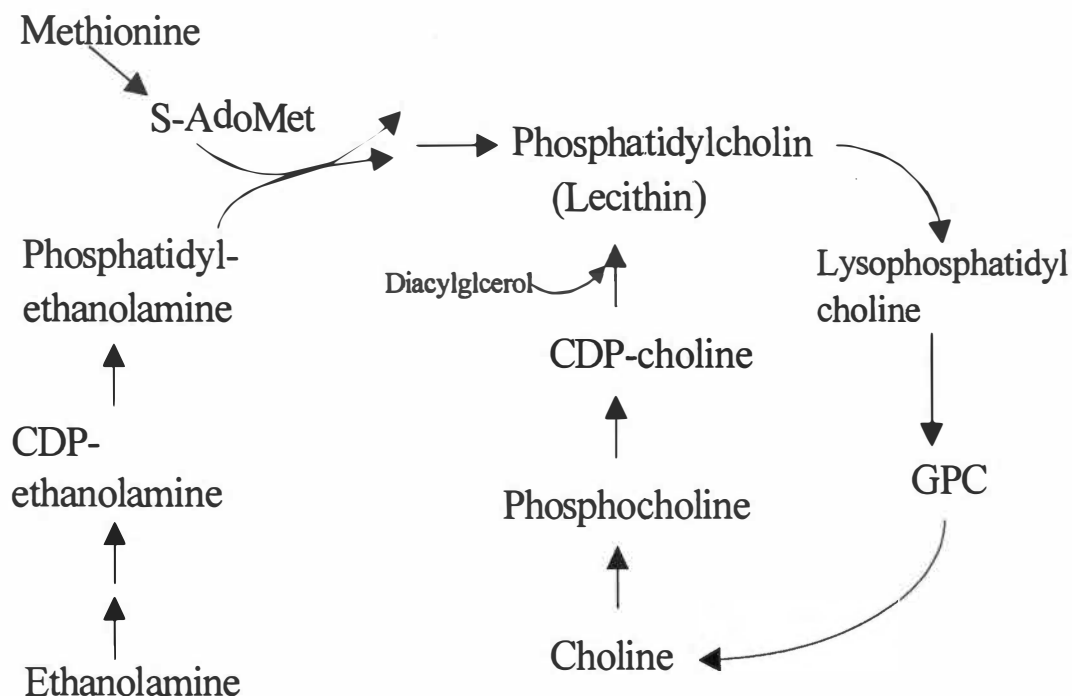 Methionine
S-AdoMet
Phosphatidylcholin
(Lecithin)
Phosphatidyl-
ethanolamine
Diacylglcerol
Lysophosphatidyl
choline
CDP-choline
CDP-
ethanolamine
GPC
Phosphocholine
Choline
Ethanolamine